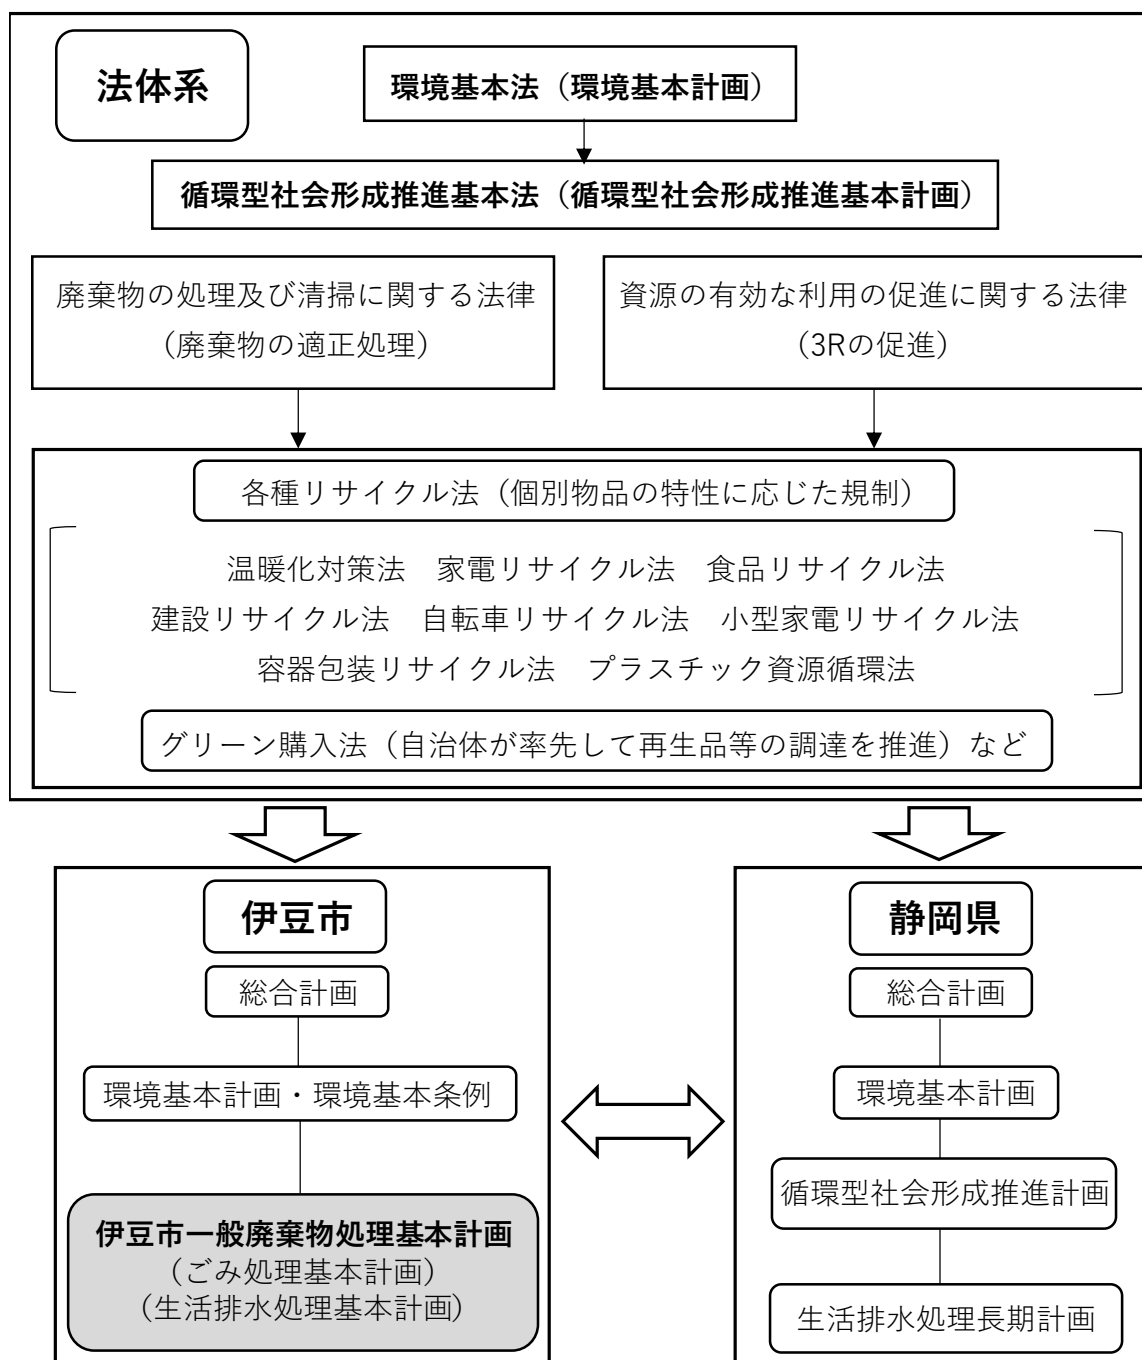 法体系
環境基本法（環境基本計画）
循環型社会形成推進基本法（循環型社会形成推進基本計画）
廃棄物の処理及び清掃に関する法律
（廃棄物の適正処理）
資源の有効な利用の促進に関する法律
（3Rの促進）
各種リサイクル法（個別物品の特性に応じた規制）
温暖化対策法　家電リサイクル法　食品リサイクル法
建設リサイクル法　自転車リサイクル法　小型家電リサイクル法
容器包装リサイクル法　プラスチック資源循環法
グリーン購入法（自治体が率先して再生品等の調達を推進）など
伊豆市
総合計画
環境基本計画・環境基本条例
伊豆市一般廃棄物処理基本計画
（ごみ処理基本計画）
（生活排水処理基本計画）
静岡県
総合計画
環境基本計画
循環型社会形成推進計画
生活排水処理長期計画